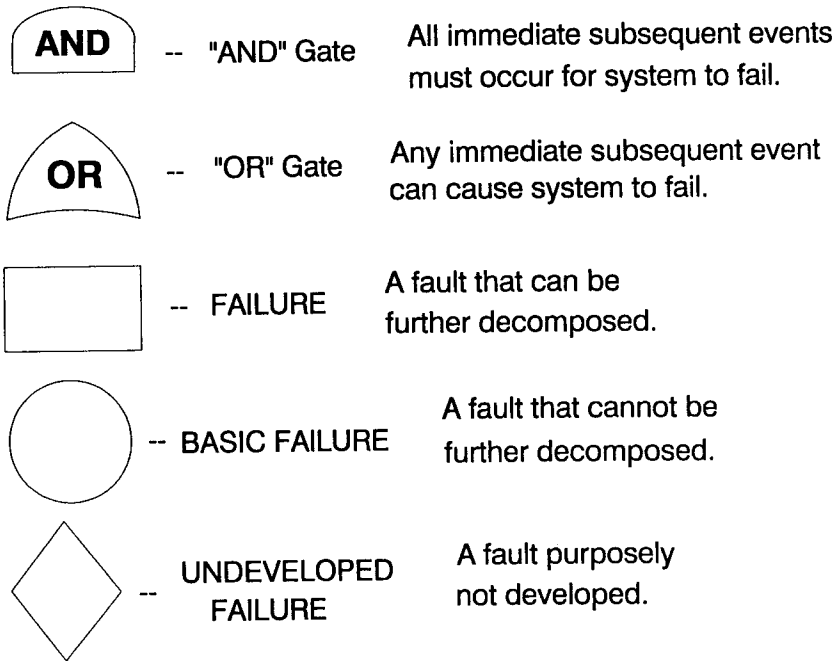 AND -- "AND" Gate All immediate subsequent events
must occur for system to fail.
OR -- "OR" Gate Any immediate subsequent event
can cause system to fail.
-- FAILURE A fault that can be
further decomposed.
-- BASIC FAILURE A fault that cannot be
further decomposed.
-- UNDEVELOPED
FAILURE A fault purposely
not developed.